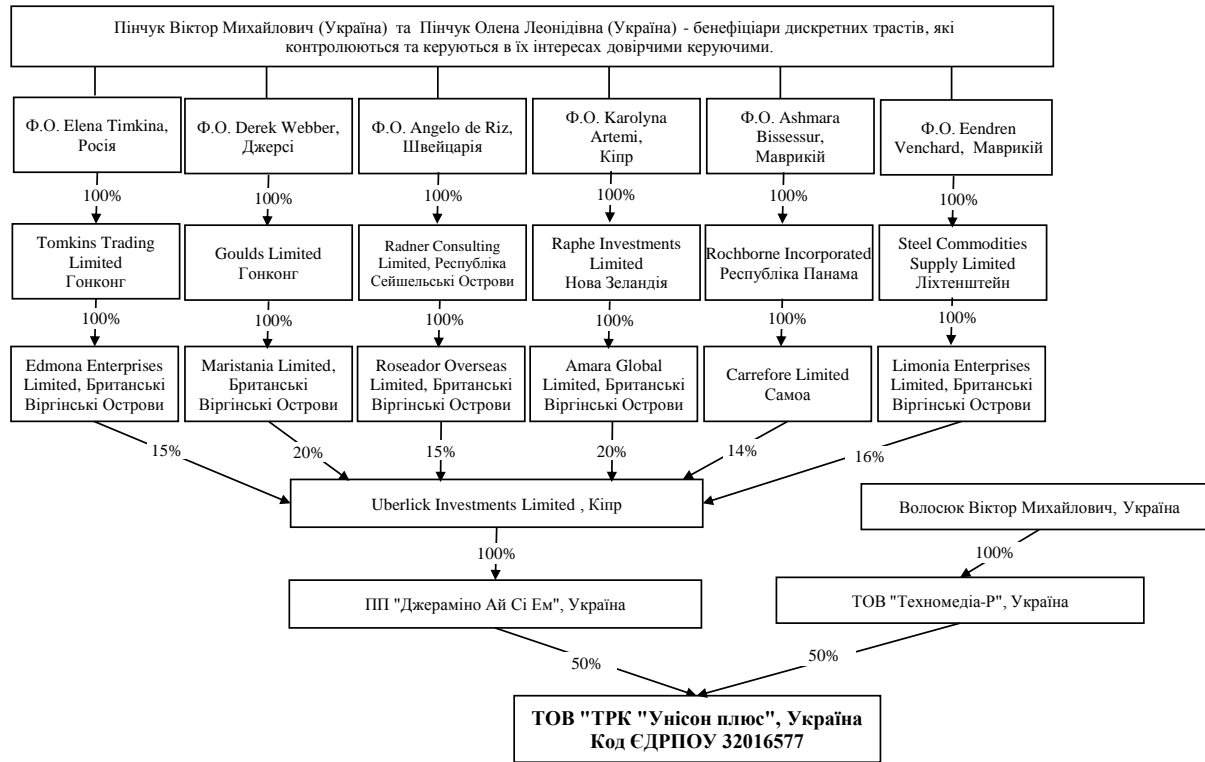 Пінчук Віктор Михайлович (Україна) та Пінчук Олена Леонідівна (Україна) - бенефіціари дискретних трастів, які
контролюються та керуються в їх інтересах довірчими керуючими.
Ф.О. Elena Timkina,
Росія
Ф.О. Derek Webber,
Джерсі
Ф.О. Angelo de Riz,
Швейцарія
Ф.О. Karolyna
Artemi,
Кіпр
Ф.О. Ashmara
Bissessur,
Маврикій
Ф.О. Eendren
Venchard, Маврикій
100%
100%
100%
100%
100%
100%
Tomkins Trading
Limited
Гонконг
Goulds Limited
Гонконг
Radner Consulting
Limited, Республіка
Сейшельські Острови
Raphe Investments
Limited
Нова Зеландія
Rochborne Incorporated
Республіка Панама
Steel Commodities
Supply Limited
Ліхтенштейн
100%
100%
100%
100%
100%
100%
Edmona Enterprises
Limited, Британські
Віргінські Острови
Maristania Limited,
Британські
Віргінські Острови
Roseador Overseas
Limited, Британські
Віргінські Острови
Amara Global
Limited, Британські
Віргінські Острови
Carrefore Limited
Самоа
Limonia Enterprises
Limited, Британські
Віргінські Острови
15%
20%
15%
20%
14%
16%
Uberlick Investments Limited , Кіпр
Волосюк Віктор Михайлович, Україна
100%
100%
ПП "Джераміно Ай Сі Ем", Україна
ТОВ "Техномедіа-Р", Україна
50%
50%
ТОВ "ТРК "Унісон плюс", Україна
Код ЄДРПОУ 32016577